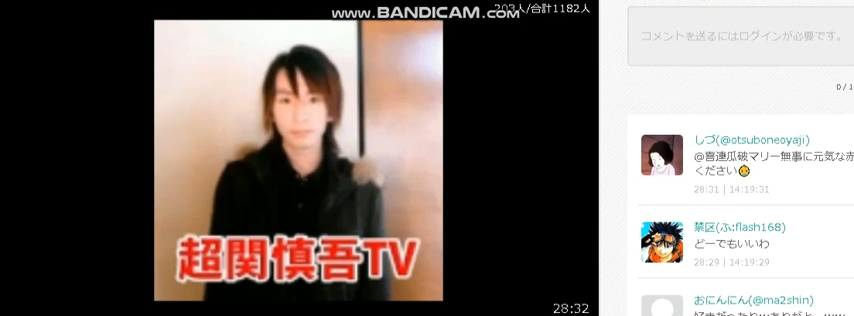 www.BANDICAM.com
203人/合計1182人
超関慎吾TV
28:32
コメントを送るにはログインが必要です。
0/1
しづ(@otsuboneoyaji)
@喜連瓜破マリー無事に元気な赤
ください
28:31 | 14:19:31
禁区(ふ:flash168)
どーでもいいわ
28:29 | 14:19:29
おにんにん(@ma2shin)